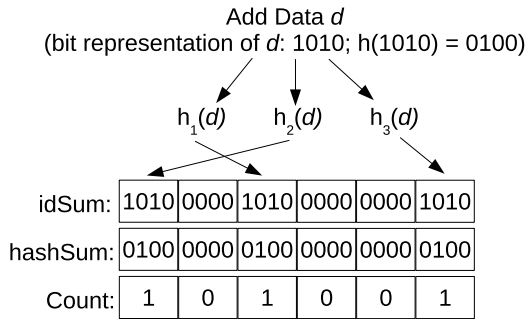 Add Data d
(bit representation of d: 1010; h(1010) = 0100)
h1(d) h2(d) h3(d)
idSum: 1010 0000 1010 0000 0000 1010
hashSum: 0100 0000 0100 0000 0000 0100
Count: 1 0 1 0 0 1